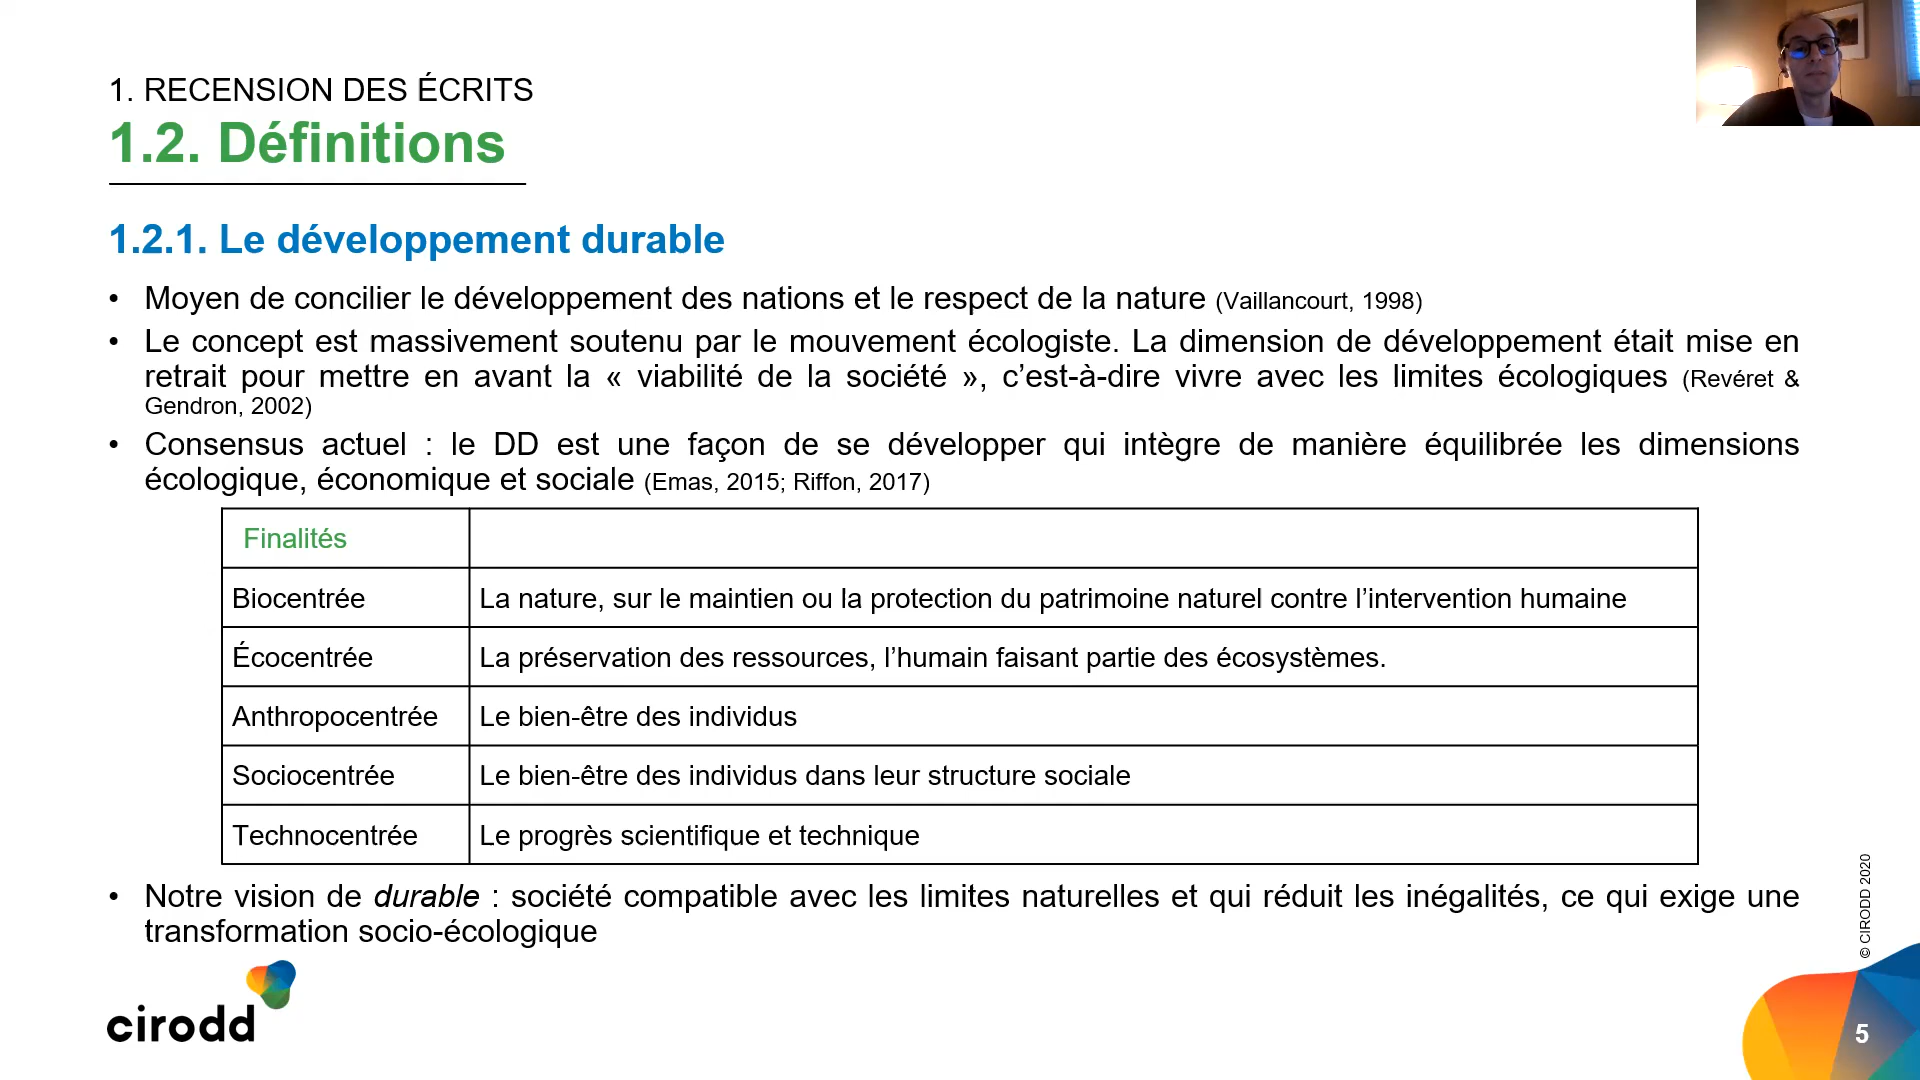 1. RECENSION DES ÉCRITS
1.2. Définitions
1.2.1. Le développement durable
• Moyen de concilier le développement des nations et le respect de la nature (Vaillancourt, 1998)
• Le concept est massivement soutenu par le mouvement écologiste. La dimension de développement était mise en
retrait pour mettre en avant la « viabilité de la société », c’est-à-dire vivre avec les limites écologiques (Revéret &
Gendron, 2002)
• Consensus actuel : le DD est une façon de se développer qui intègre de manière équilibrée les dimensions
écologique, économique et sociale (Emas, 2015; Riffon, 2017)
Finalités
Biocentrée La nature, sur le maintien ou la protection du patrimoine naturel contre l’intervention humaine
Écocentrée La préservation des ressources, l’humain faisant partie des écosystèmes.
Anthropocentrée Le bien-être des individus
Sociocentrée Le bien-être des individus dans leur structure sociale
Technocentrée Le progrès scientifique et technique
• Notre vision de durable : société compatible avec les limites naturelles et qui réduit les inégalités, ce qui exige une
transformation socio-écologique
cirodd
© CIRODD 2020
5